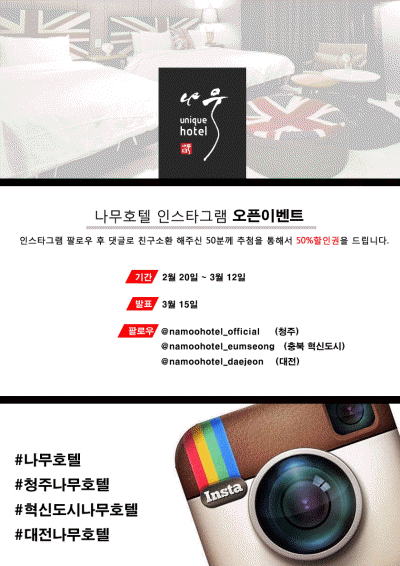 나무
unique
hotel
나무호텔 인스타그램 오픈이벤트
인스타그램 팔로우 후 댓글로 친구소환 해주신 50분께 추첨을 통해서 50%할인권을 드립니다.
기간 2월 20일 ~ 3월 12일
발표 3월 15일
팔로우 @namoohotel_official (청주)
@namoohotel_eumseong (충북 혁신도시)
@namoohotel_daejeon (대전)
#나무호텔
#청주나무호텔
#혁신도시나무호텔
#대전나무호텔
Insta